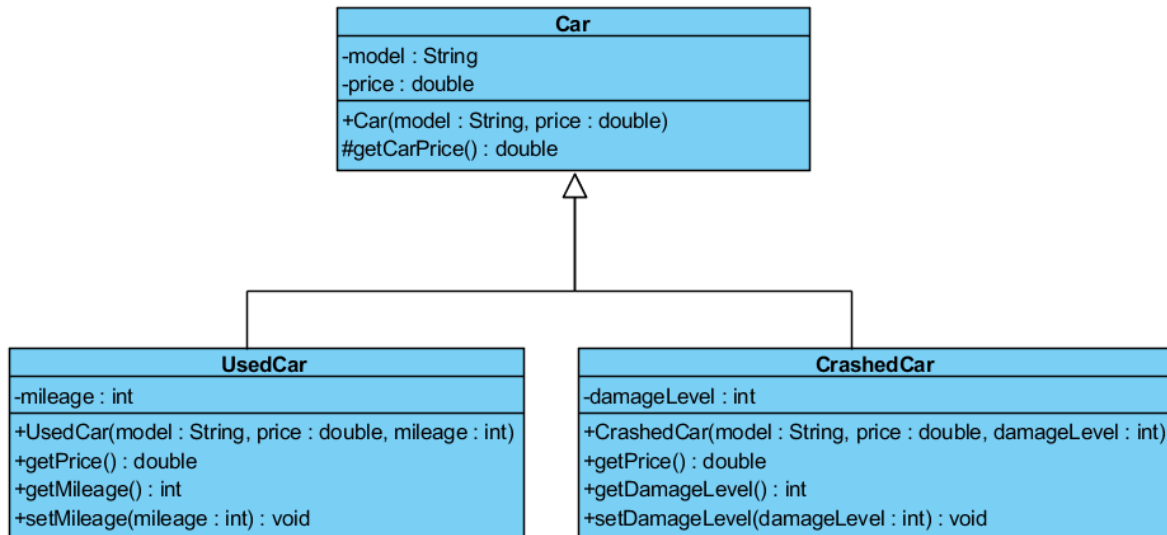 Car
-model : String
-price : double
+Car(model : String, price : double)
#getCarPrice() : double
UsedCar
-mileage : int
+UsedCar(model : String, price : double, mileage : int)
+getPrice() : double
+getMileage() : int
+setMileage(mileage : int) : void
CrashedCar
-damageLevel : int
+CrashedCar(model : String, price : double, damageLevel : int)
+getPrice() : double
+getDamageLevel() : int
+setDamageLevel(damageLevel : int) : void